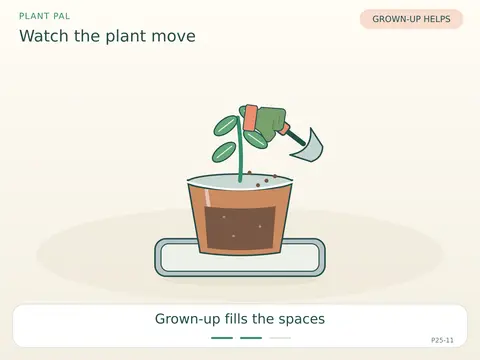 PLANT PAL
Watch the plant move
GROWN-UP HELPS
Grown-up fills the spaces
P25-11